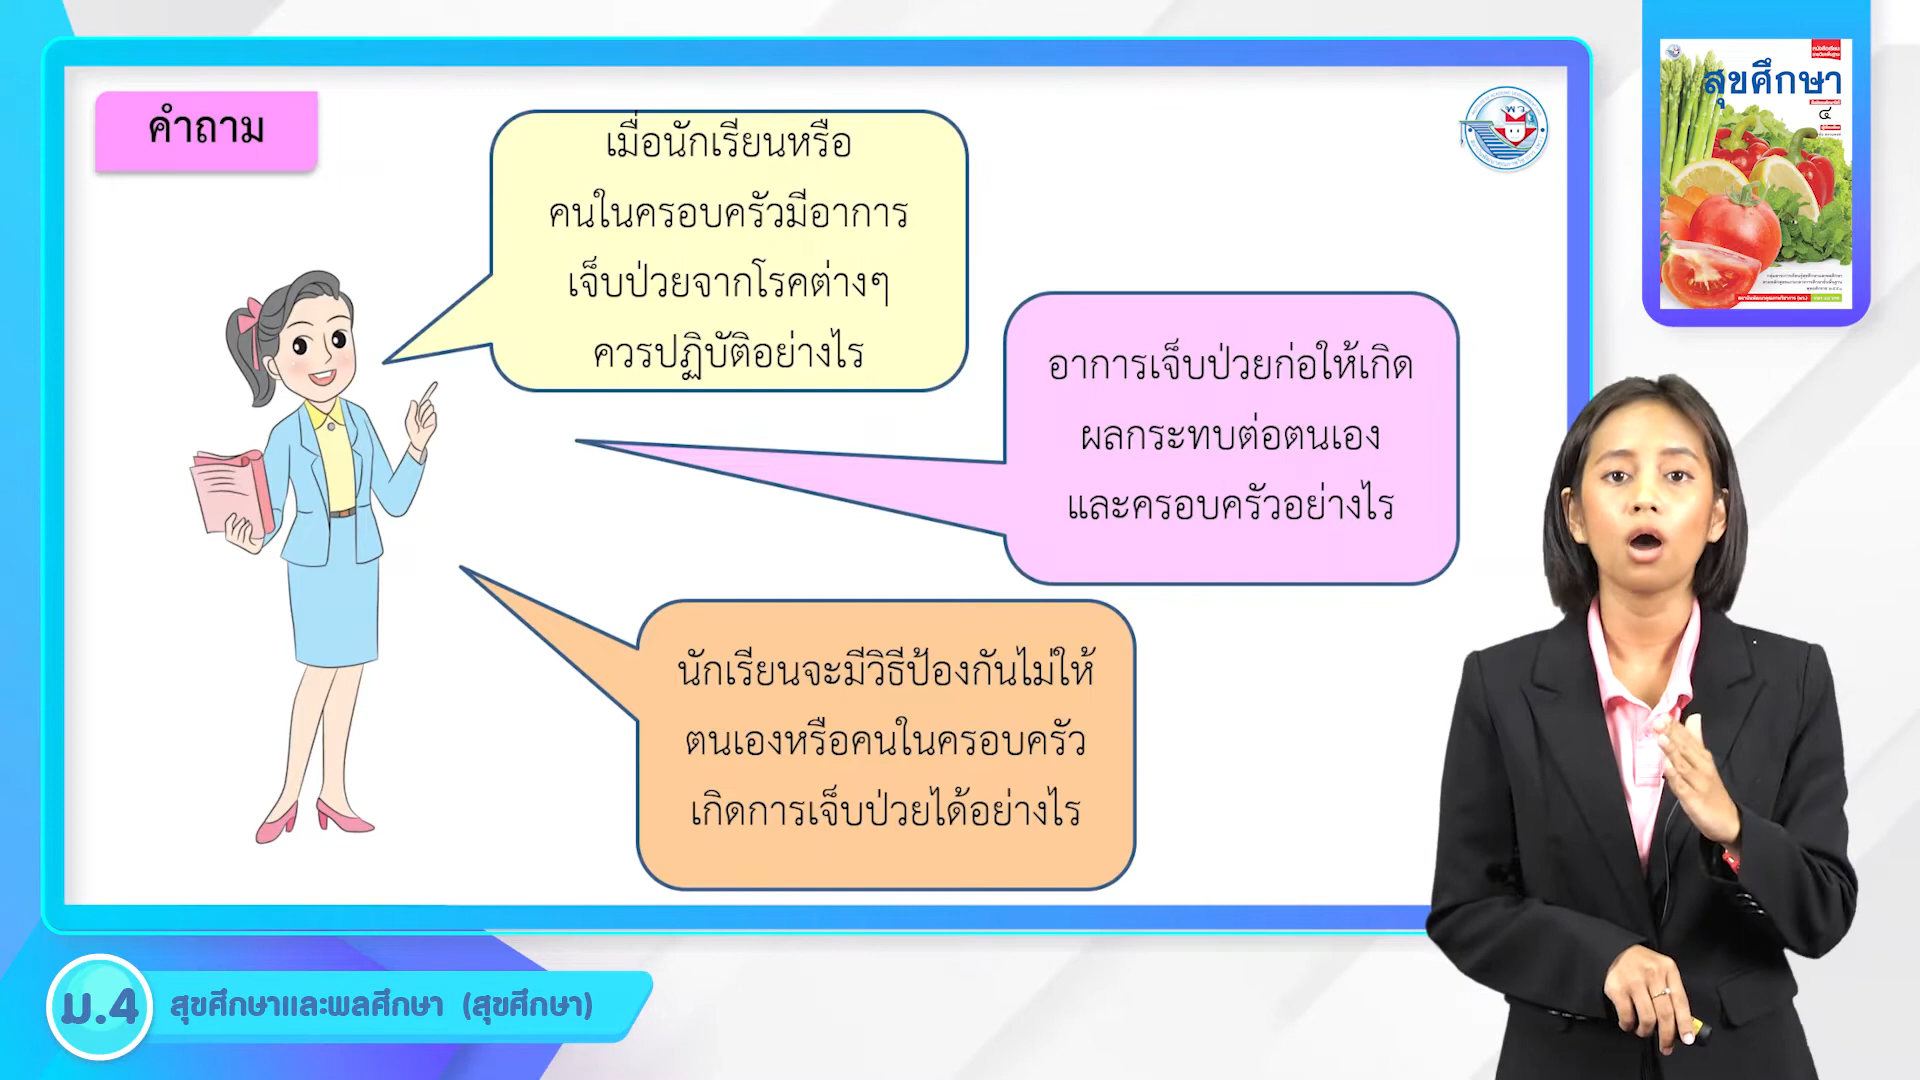 คำถาม
เมื่อนักเรียนหรือ
คนในครอบครัวมีอาการ
เจ็บป่วยจากโรคต่างๆ
ควรปฏิบัติอย่างไร
อาการเจ็บป่วยก่อให้เกิด
ผลกระทบต่อตนเอง
และครอบครัวอย่างไร
นักเรียนจะมีวิธีป้องกันไม่ให้
ตนเองหรือคนในครอบครัว
เกิดการเจ็บป่วยได้อย่างไร
พว
สุขศึกษา
๔
ม.4
สุขศึกษาและพลศึกษา (สุขศึกษา)